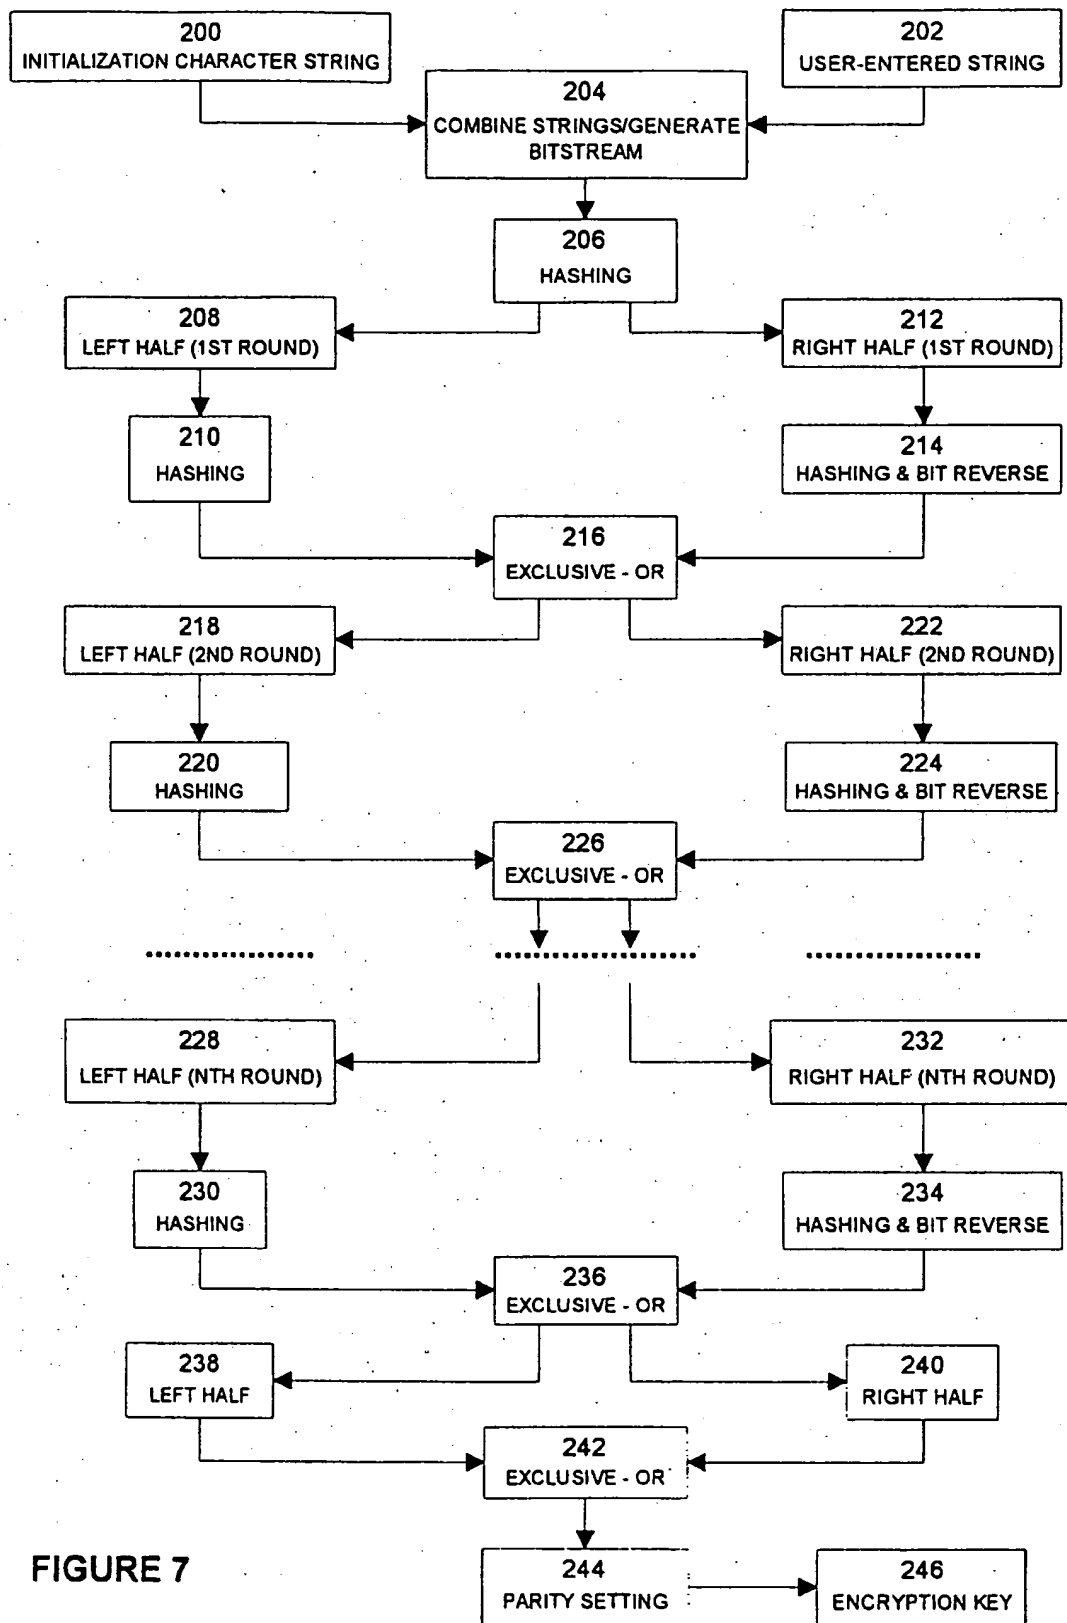 200
INITIALIZATION CHARACTER STRING
202
USER-ENTERED STRING
204
COMBINE STRINGS/GENERATE
BITSTREAM
206
HASHING
208
LEFT HALF (1ST ROUND)
212
RIGHT HALF (1ST ROUND)
210
HASHING
214
HASHING & BIT REVERSE
216
EXCLUSIVE - OR
218
LEFT HALF (2ND ROUND)
222
RIGHT HALF (2ND ROUND)
220
HASHING
224
HASHING & BIT REVERSE
226
EXCLUSIVE - OR
228
LEFT HALF (NTH ROUND)
232
RIGHT HALF (NTH ROUND)
230
HASHING
234
HASHING & BIT REVERSE
236
EXCLUSIVE - OR
238
LEFT HALF
240
RIGHT HALF
242
EXCLUSIVE - OR
244
PARITY SETTING
246
ENCRYPTION KEY
FIGURE 7